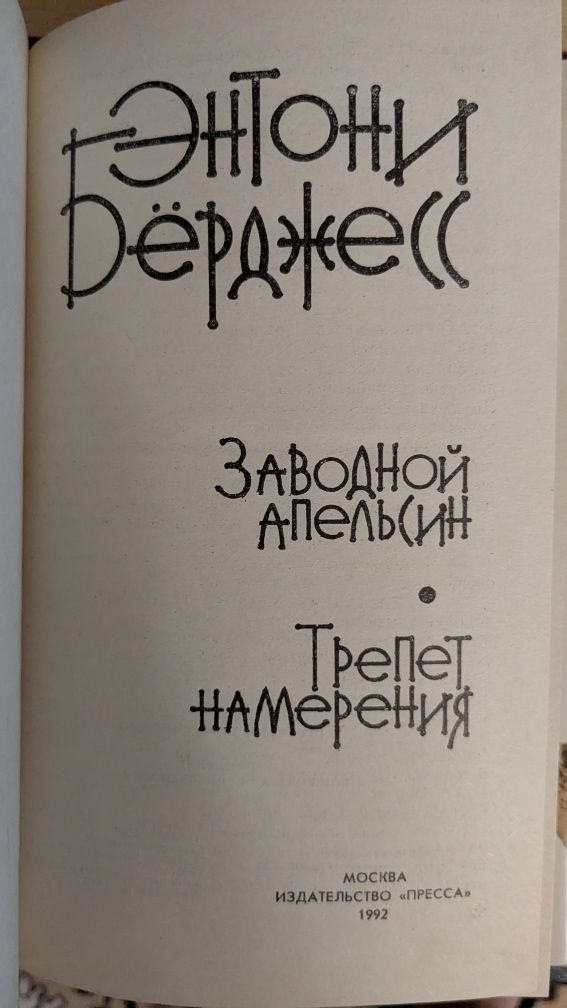 Энтони
Бёрджесс
Заводной
апельсин
•
Трепет
намерения
МОСКВА
ИЗДАТЕЛЬСТВО «ПРЕССА»
1992